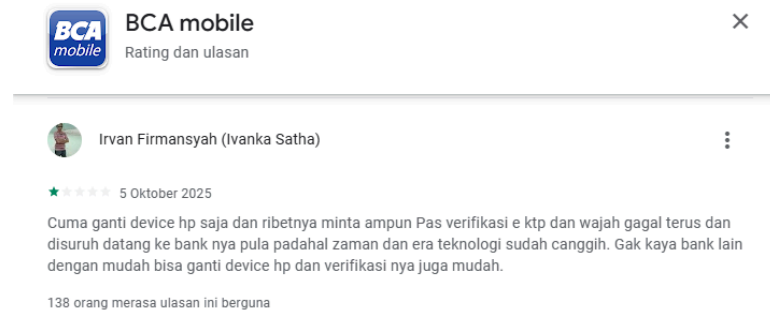 BCA
mobile
BCA mobile
Rating dan ulasan
Irvan Firmansyah (Ivanka Satha)
5 Oktober 2025
Cuma ganti device hp saja dan ribetnya minta ampun Pas verifikasi e ktp dan wajah gagal terus dan
disuruh datang ke bank nya pula padahal zaman dan era teknologi sudah canggih. Gak kaya bank lain
dengan mudah bisa ganti device hp dan verifikasi nya juga mudah.
138 orang merasa ulasan ini berguna